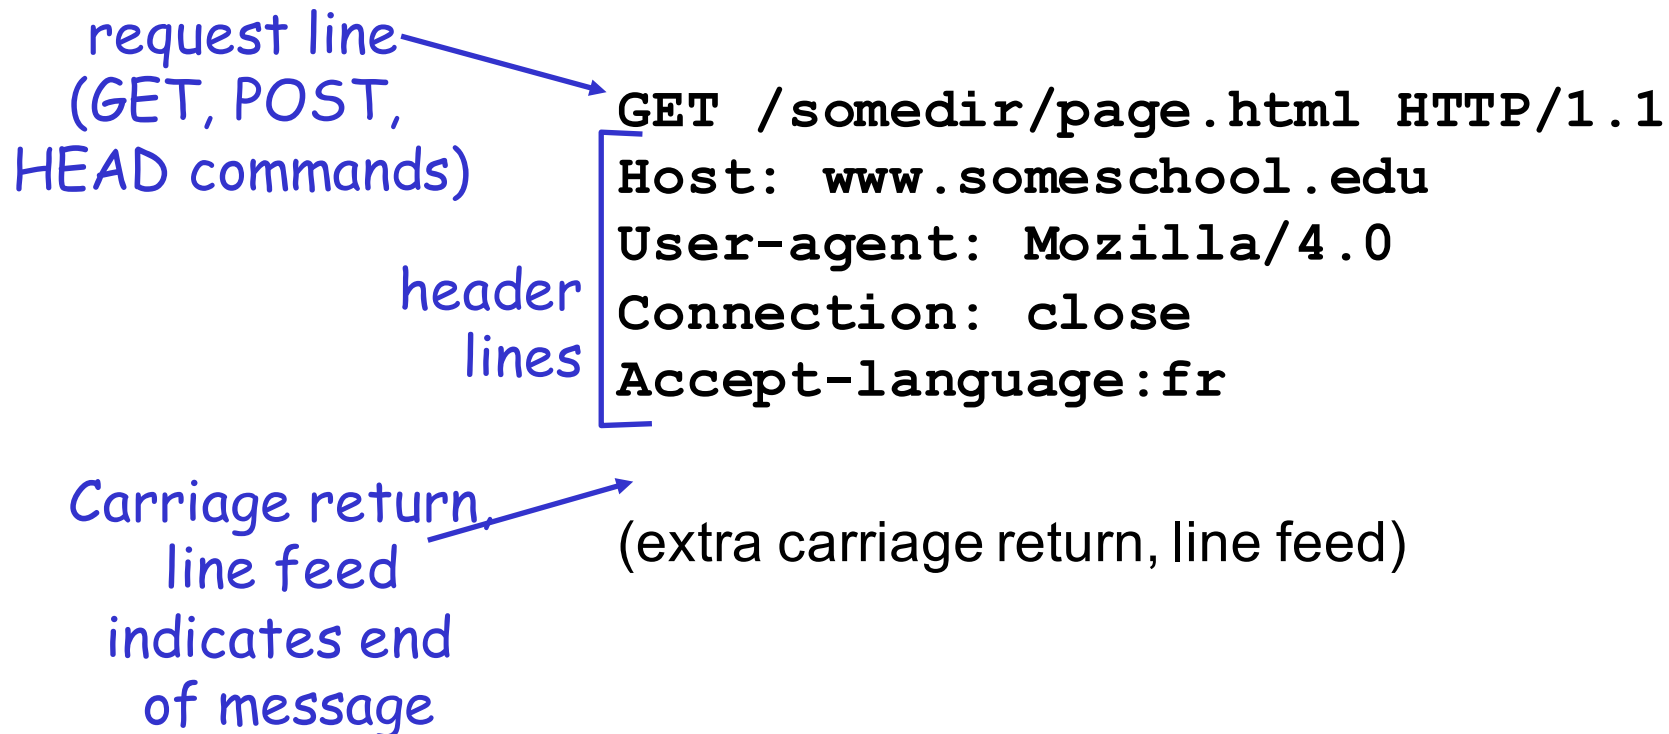 request line
(GET, POST,
HEAD commands)
GET /somedir/page.html HTTP/1.1
Host: www.someschool.edu
User-agent: Mozilla/4.0
Connection: close
Accept-language:fr
header
lines
Carriage return,
line feed
indicates end
of message
(extra carriage return, line feed)